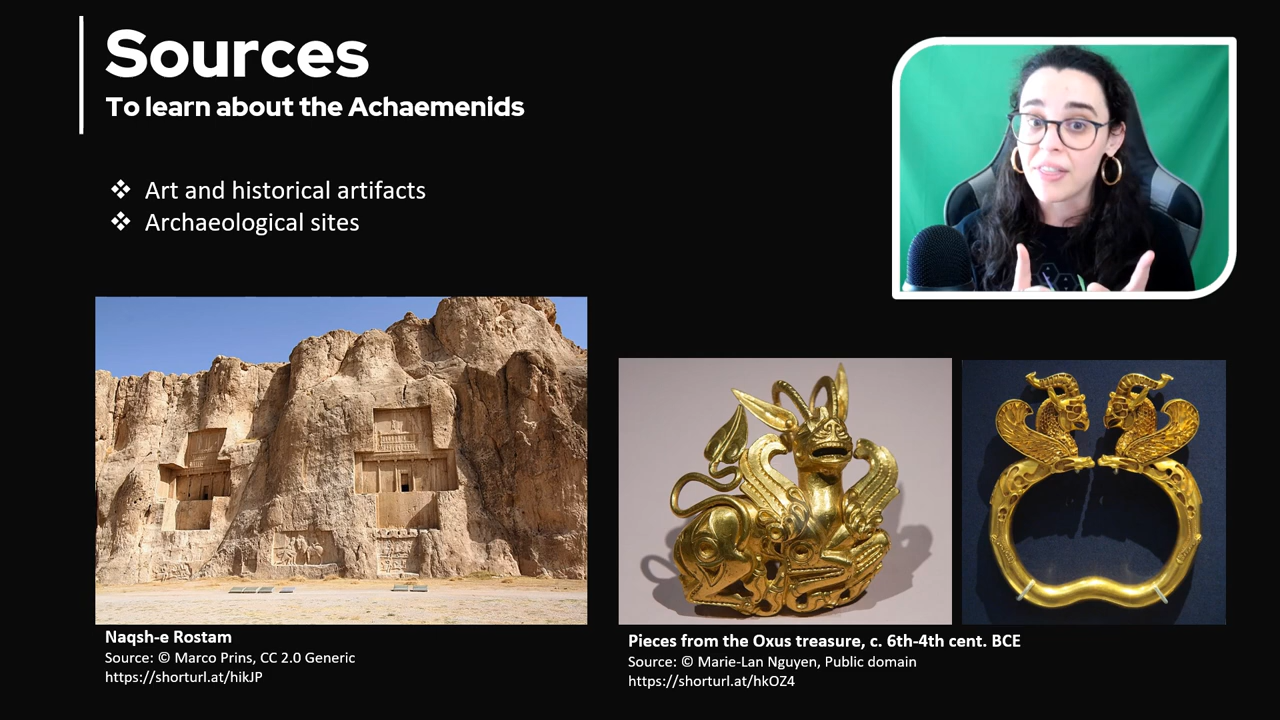 Sources
To learn about the Achaemenids
❖ Art and historical artifacts
❖ Archaeological sites
Naqsh-e Rostam
Source: © Marco Prins, CC 2.0 Generic
https://shorturl.at/hikJP
Pieces from the Oxus treasure, c. 6th-4th cent. BCE
Source: © Marie-Lan Nguyen, Public domain
https://shorturl.at/hkOZ4